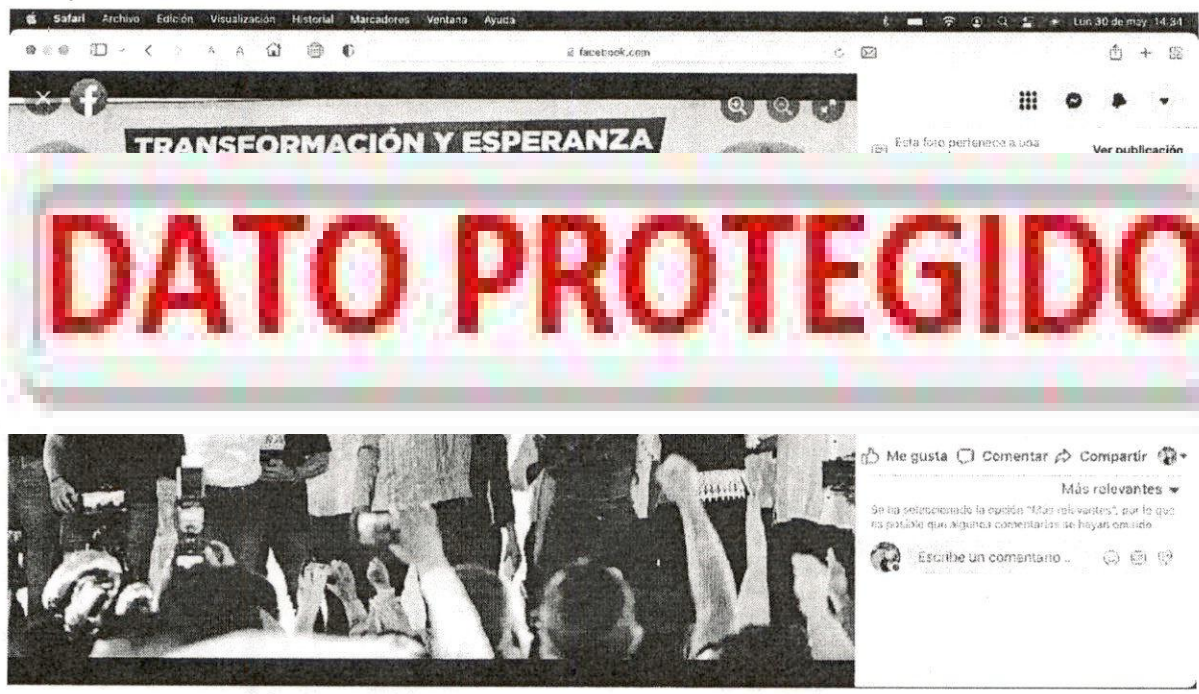 Safari Archivo Edición Visualización Historial Marcadores Ventana Ayuda Lun 30 de may 14:34
A A facebook.com
TRANSFORMACIÓN Y ESPERANZA
Esta foto pertenece a una
Ver publicación
DATO PROTEGIDO
Me gusta Comentar Compartir
Más relevantes
Se ha seleccionado la opción "Más relevantes", por lo que
es posible que algunos comentarios se hayan omitido
Escribe un comentario ..